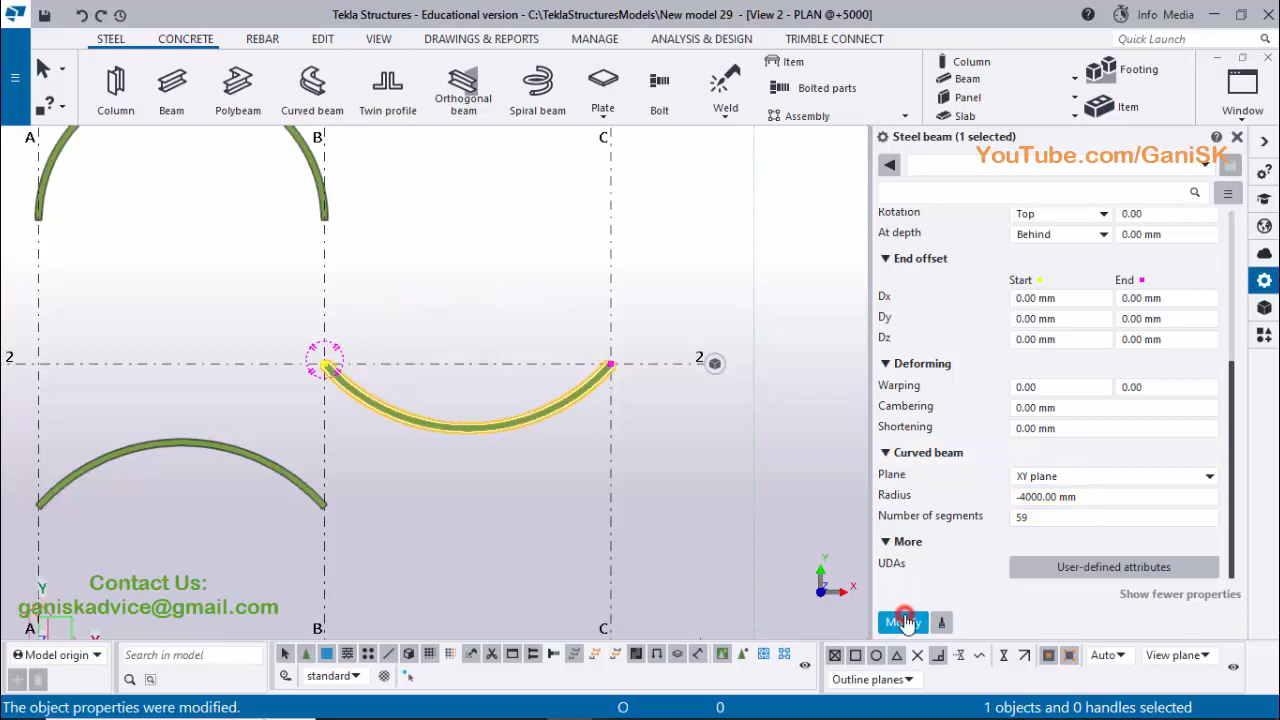 Tekla Structures - Educational version - C:\TeklaStructuresModels\New model 29 - [View 2 - PLAN @+5000]
Info Media
STEEL CONCRETE REBAR EDIT VIEW DRAWINGS & REPORTS MANAGE ANALYSIS & DESIGN TRIMBLE CONNECT
Quick Launch
Column
Beam
Polybeam
Curved beam
Twin profile
Orthogonal
beam
Spiral beam
Plate
Bolt
Weld
Item
Bolted parts
Assembly
Column
Beam
Panel
Slab
Footing
Item
Window
A B C
Steel beam (1 selected)
YouTube.com/GaniSK
Rotation Top 0.00
At depth Behind 0.00 mm
End offset
Start End
Dx 0.00 mm 0.00 mm
Dy 0.00 mm 0.00 mm
Dz 0.00 mm 0.00 mm
2 2
Deforming
Warping 0.00 0.00
Cambering 0.00 mm
Shortening 0.00 mm
Curved beam
Plane XY plane
Radius -4000.00 mm
Number of segments 59
More
UDAs User-defined attributes
Show fewer properties
Modify
Contact Us:
ganiskadvice@gmail.com
Y
X
Z
Y
A B C
Model origin
Search in model
standard
Auto
View plane
Outline planes
The object properties were modified.
O 0
1 objects and 0 handles selected